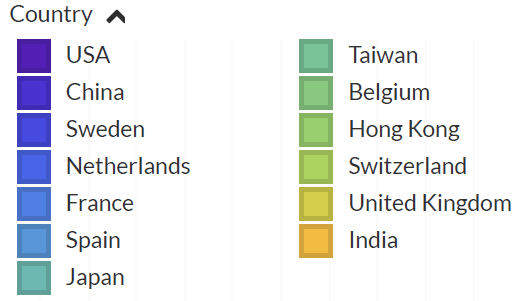 Country
USA
China
Sweden
Netherlands
France
Spain
Japan
Taiwan
Belgium
Hong Kong
Switzerland
United Kingdom
India